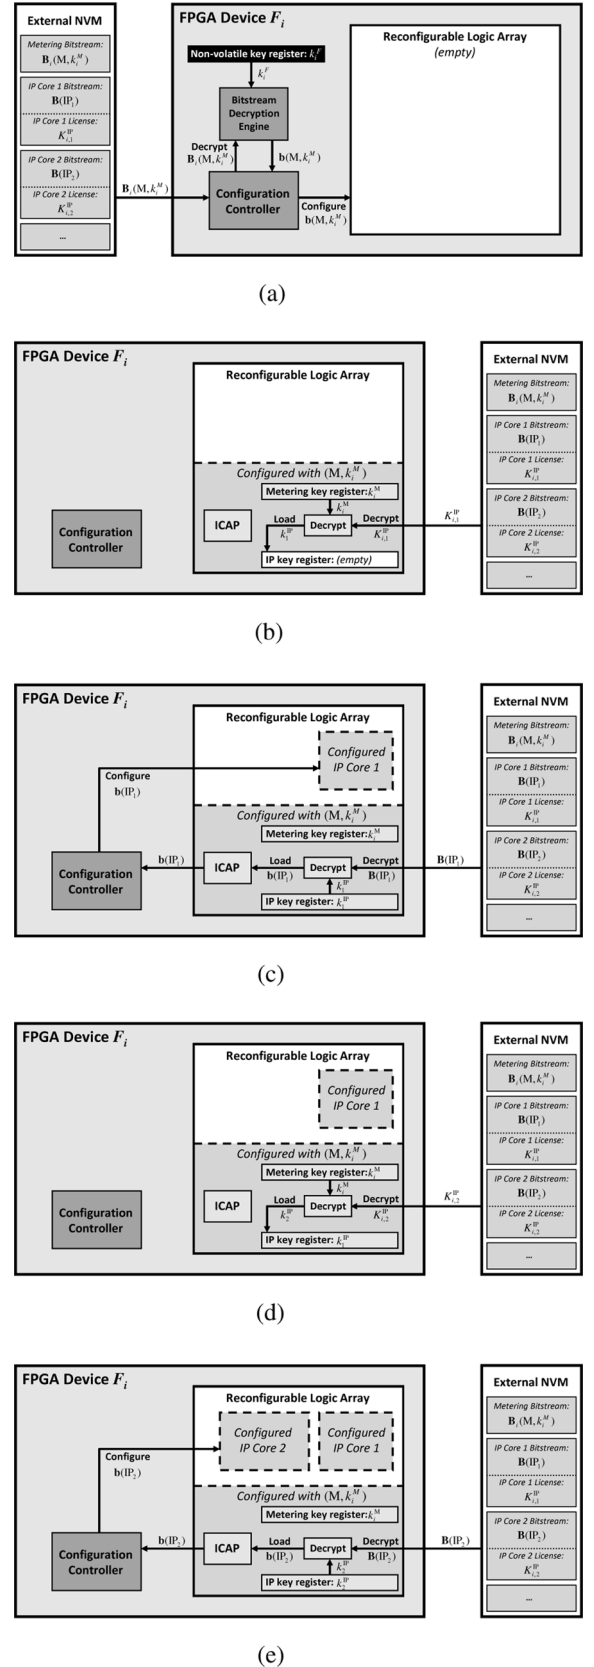 External NVM
Metering Bitstream:
B_i(M, k_i^M)
IP Core 1 Bitstream:
B(IP_1)
IP Core 1 License:
K_{i,1}^{IP}
IP Core 2 Bitstream:
B(IP_2)
IP Core 2 License:
K_{i,2}^{IP}
...
B_i(M, k_i^M)
FPGA Device F_i
Non-volatile key register: k_i^F
k_i^F
Bitstream
Decryption
Engine
Decrypt
B_i(M, k_i^M)
b(M, k_i^M)
Configuration
Controller
Configure
b(M, k_i^M)
Reconfigurable Logic Array
(empty)
(a)
FPGA Device F_i
Reconfigurable Logic Array
Configured with (M, k_i^M)
Metering key register: k_i^M
k_i^M
ICAP
Load
k_1^{IP}
Decrypt
Decrypt
K_{i,1}^{IP}
IP key register: (empty)
Configuration
Controller
K_{i,1}^{IP}
External NVM
Metering Bitstream:
B_i(M, k_i^M)
IP Core 1 Bitstream:
B(IP_1)
IP Core 1 License:
K_{i,1}^{IP}
IP Core 2 Bitstream:
B(IP_2)
IP Core 2 License:
K_{i,2}^{IP}
...
(b)
FPGA Device F_i
Reconfigurable Logic Array
Configured
IP Core 1
Configure
b(IP_1)
Configured with (M, k_i^M)
Metering key register: k_i^M
Configuration
Controller
b(IP_1)
ICAP
Load
b(IP_1)
Decrypt
Decrypt
B(IP_1)
k_1^{IP}
IP key register: k_1^{IP}
B(IP_1)
External NVM
Metering Bitstream:
B_i(M, k_i^M)
IP Core 1 Bitstream:
B(IP_1)
IP Core 1 License:
K_{i,1}^{IP}
IP Core 2 Bitstream:
B(IP_2)
IP Core 2 License:
K_{i,2}^{IP}
...
(c)
FPGA Device F_i
Reconfigurable Logic Array
Configured
IP Core 1
Configured with (M, k_i^M)
Metering key register: k_i^M
k_i^M
ICAP
Load
k_2^{IP}
Decrypt
Decrypt
K_{i,2}^{IP}
IP key register: k_1^{IP}
Configuration
Controller
K_{i,2}^{IP}
External NVM
Metering Bitstream:
B_i(M, k_i^M)
IP Core 1 Bitstream:
B(IP_1)
IP Core 1 License:
K_{i,1}^{IP}
IP Core 2 Bitstream:
B(IP_2)
IP Core 2 License:
K_{i,2}^{IP}
...
(d)
FPGA Device F_i
Reconfigurable Logic Array
Configured
IP Core 2
Configured
IP Core 1
Configure
b(IP_2)
Configured with (M, k_i^M)
Metering key register: k_i^M
Configuration
Controller
b(IP_2)
ICAP
Load
b(IP_2)
Decrypt
Decrypt
B(IP_2)
k_2^{IP}
IP key register: k_2^{IP}
B(IP_2)
External NVM
Metering Bitstream:
B_i(M, k_i^M)
IP Core 1 Bitstream:
B(IP_1)
IP Core 1 License:
K_{i,1}^{IP}
IP Core 2 Bitstream:
B(IP_2)
IP Core 2 License:
K_{i,2}^{IP}
...
(e)